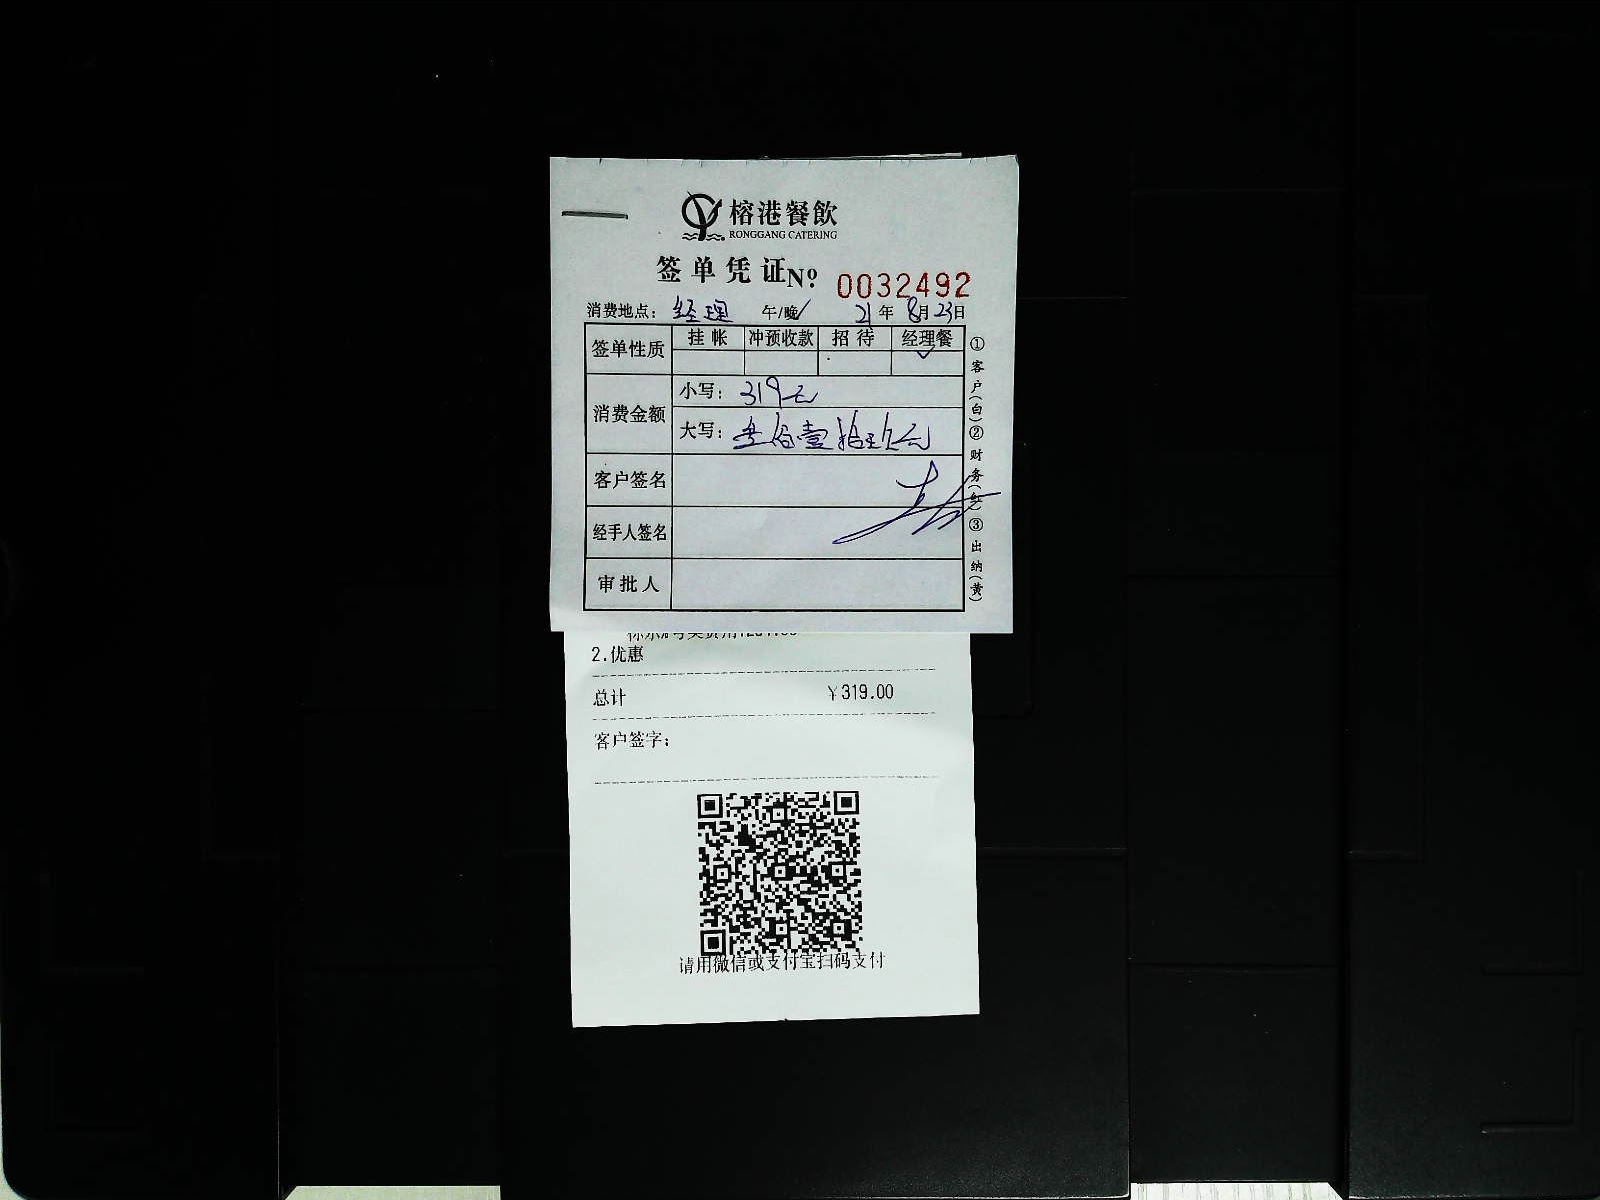 榕港餐飲
RONGGANG CATERING
签单凭证№ 0032492
消费地点：经理 午/晚 21年8月23日
签单性质 挂帐 冲预收款 招待 经理餐
消费金额 小写：319元
大写：叁佰壹拾玖元
客户签名
经手人签名
审批人
①客户（白）②财务（红）③出纳（黄）
2.优惠
总计 ￥319.00
客户签字：
请用微信或支付宝扫码支付